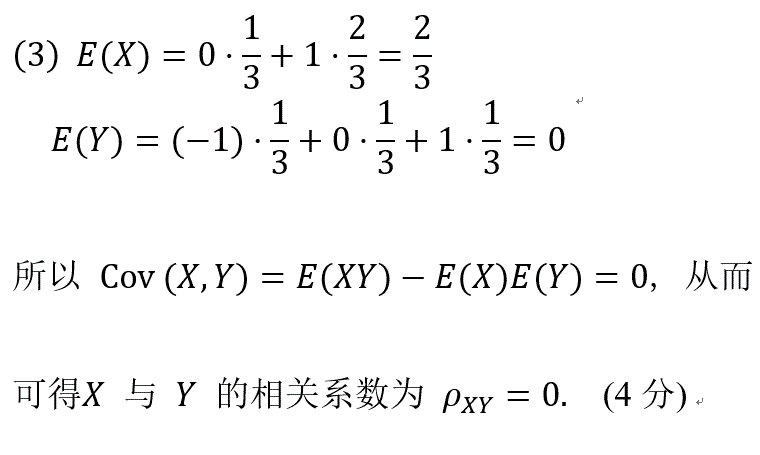 (3) E(X) = 0 · 1/3 + 1 · 2/3 = 2/3
E(Y) = (−1) · 1/3 + 0 · 1/3 + 1 · 1/3 = 0
所以 Cov (X, Y) = E(XY) − E(X)E(Y) = 0, 从而
可得X 与 Y 的相关系数为 ρ_XY = 0. (4 分)